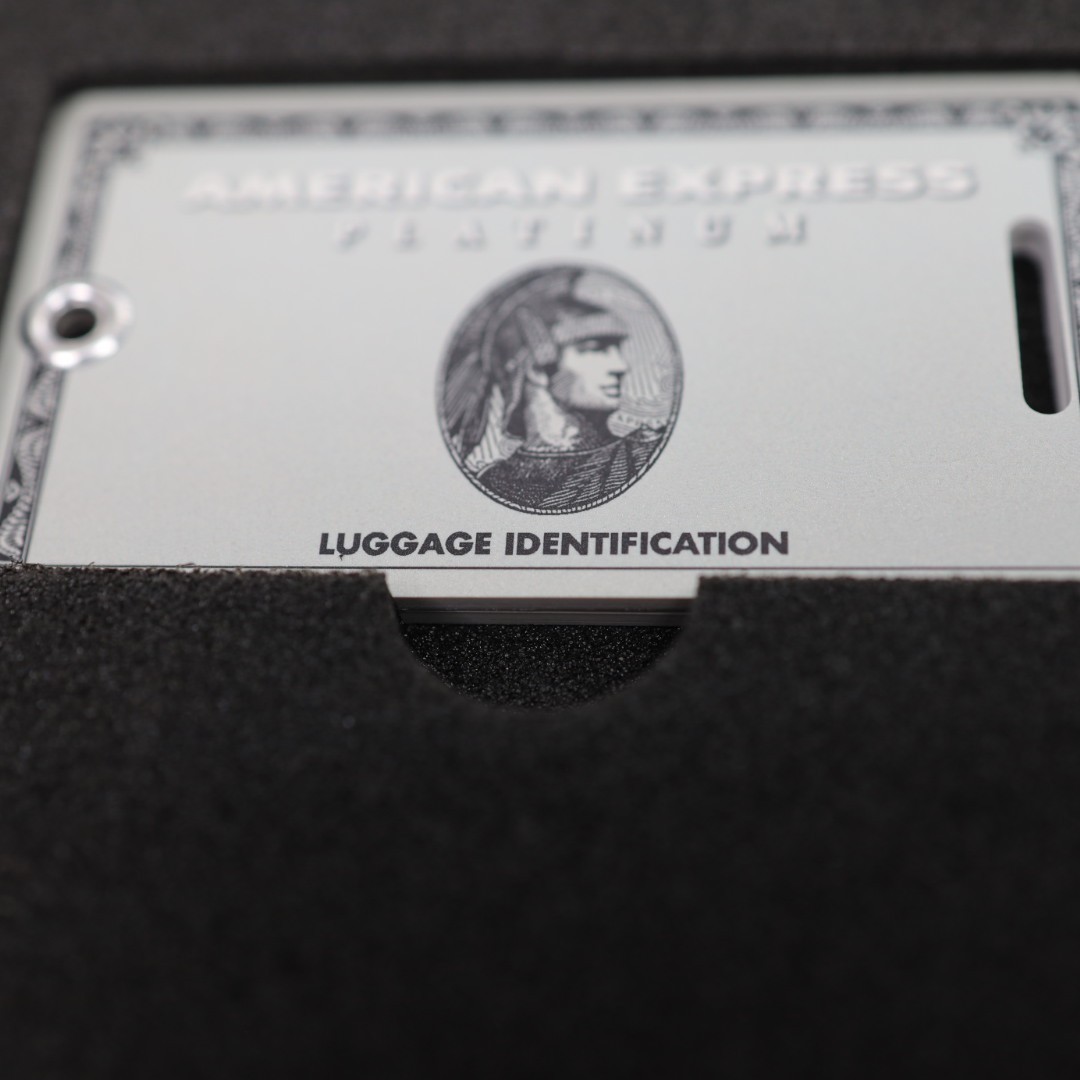 AMERICAN EXPRESS
PLATINUM
LUGGAGE IDENTIFICATION